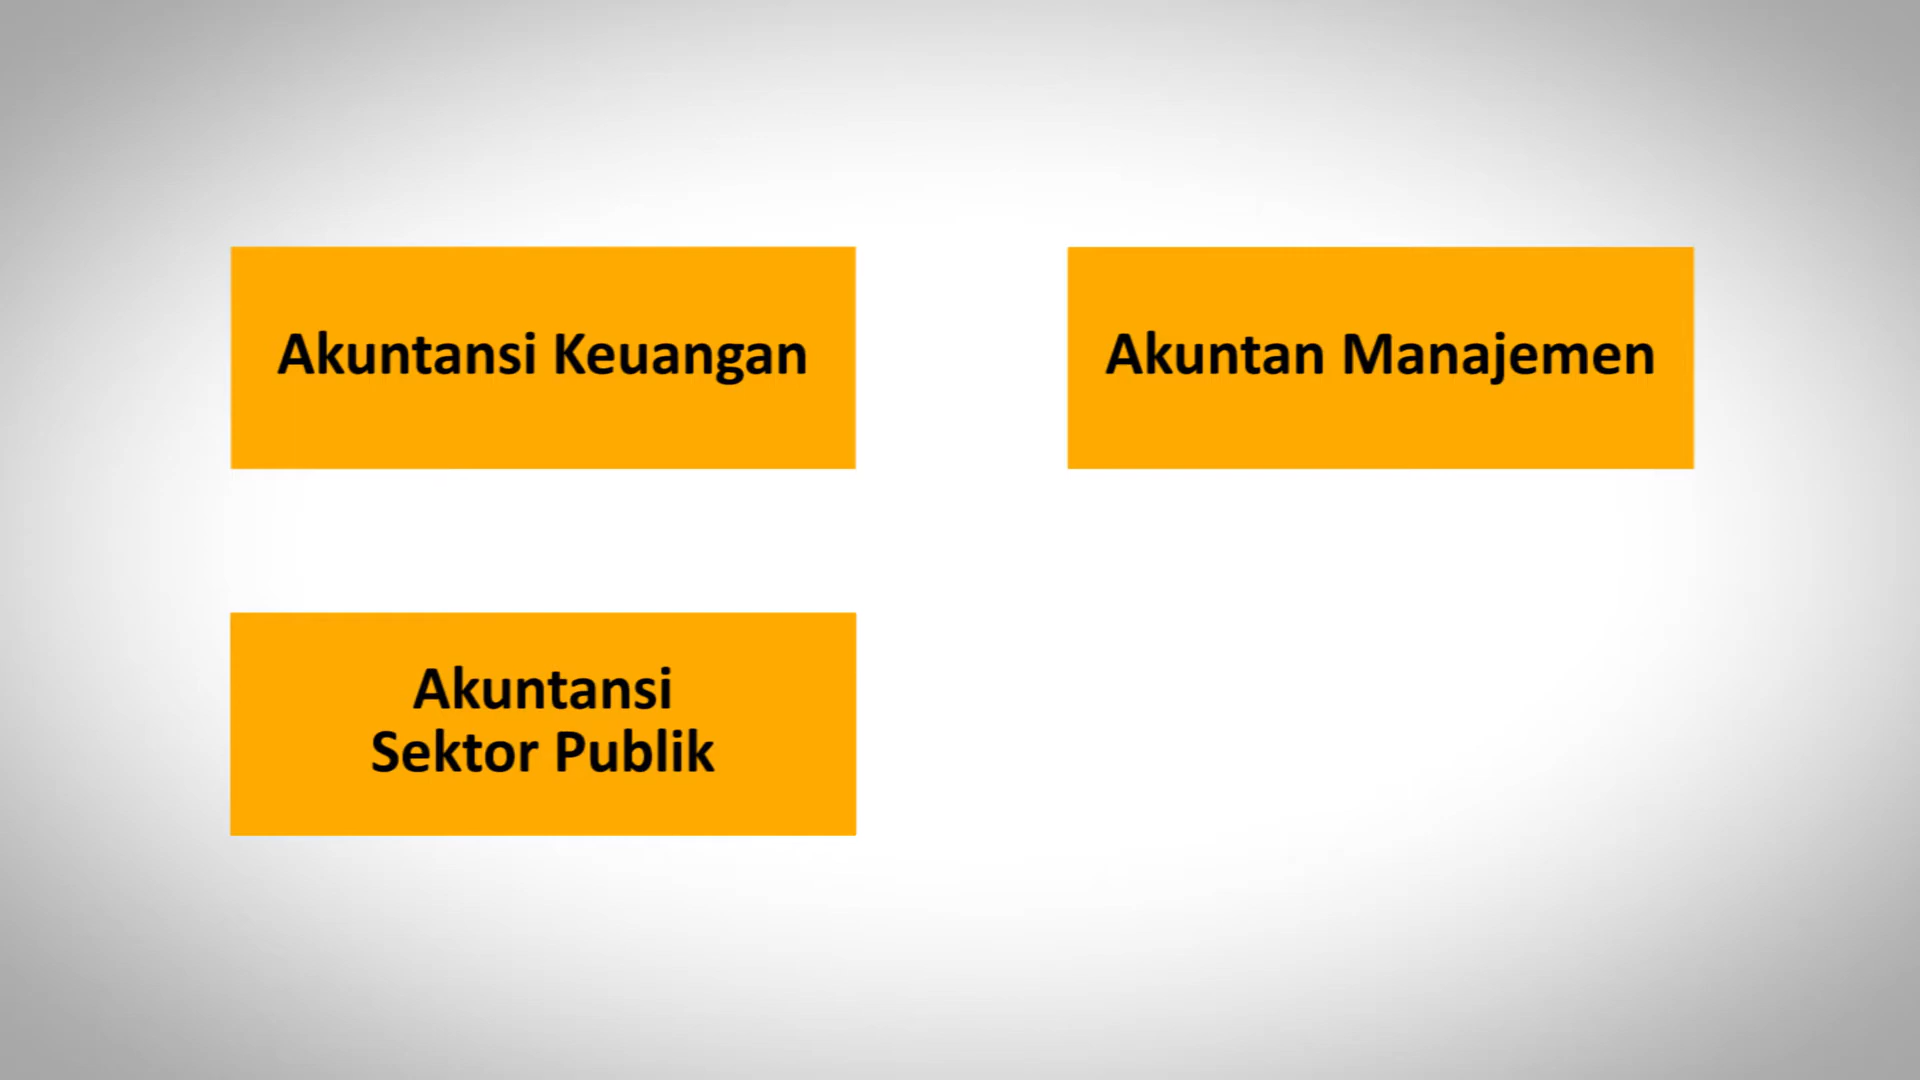 Akuntansi Keuangan
Akuntan Manajemen
Akuntansi
Sektor Publik